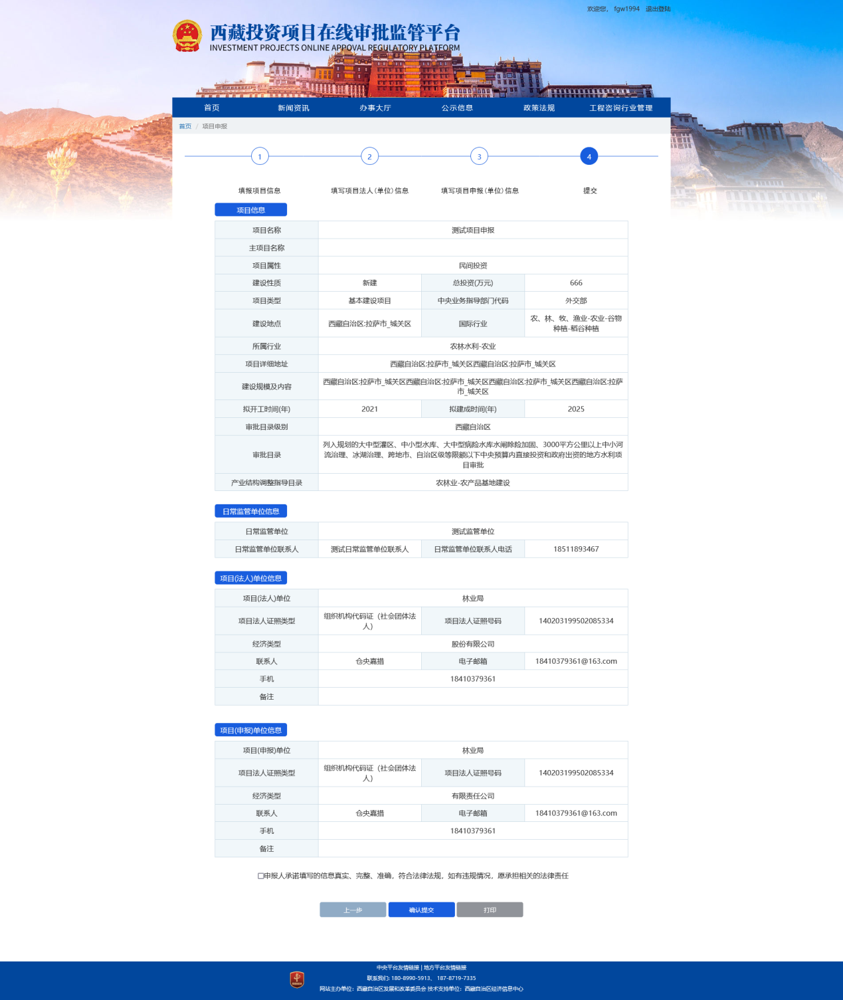 欢迎您, fgw1994 退出登陆
西藏投资项目在线审批监管平台
INVESTMENT PROJECTS ONLINE APPOVAL REGULATORY PLATFORM
首页 新闻资讯 办事大厅 公示信息 政策法规 工程咨询行业管理
首页 / 项目申报
1 2 3 4
填报项目信息 填写项目法人(单位)信息 填写项目申报(单位)信息 提交
项目信息
项目名称 测试项目申报
主项目名称
项目属性 民间投资
建设性质 新建 总投资(万元) 666
项目类型 基本建设项目 中央业务指导部门代码 外交部
建设地点 西藏自治区:拉萨市_城关区 国际行业 农、林、牧、渔业-农业-谷物
种植-稻谷种植
所属行业 农林水利-农业
项目详细地址 西藏自治区:拉萨市_城关区西藏自治区:拉萨市_城关区
建设规模及内容 西藏自治区:拉萨市_城关区西藏自治区:拉萨市_城关区西藏自治区:拉萨市_城关区西藏自治区:拉萨
市_城关区
拟开工时间(年) 2021 拟建成时间(年) 2025
审批目录级别 西藏自治区
审批目录 列入规划的大中型灌区、中小型水库、大中型病险水库水闸除险加固、3000平方公里以上中小河
流治理、冰湖治理、跨地市、自治区级等限额以下中央预算内直接投资和政府出资的地方水利项
目审批
产业结构调整指导目录 农林业-农产品基地建设
日常监管单位信息
日常监管单位 测试监管单位
日常监管单位联系人 测试日常监管单位联系人 日常监管单位联系人电话 18511893467
项目(法人)单位信息
项目(法人)单位 林业局
项目法人证照类型 组织机构代码证（社会团体法
人） 项目法人证照号码 140203199502085334
经济类型 股份有限公司
联系人 仓央嘉措 电子邮箱 18410379361@163.com
手机 18410379361
备注
项目(申报)单位信息
项目(申报)单位 林业局
项目法人证照类型 组织机构代码证（社会团体法
人） 项目法人证照号码 140203199502085334
经济类型 有限责任公司
联系人 仓央嘉措 电子邮箱 18410379361@163.com
手机 18410379361
备注
申报人承诺填写的信息真实、完整、准确，符合法律法规，如有违规情况，愿承担相关的法律责任
上一步 确认提交 打印
中央平台友情链接 | 地方平台友情链接
联系我们: 180-8990-5913、 187-8719-7335
网站主办单位：西藏自治区发展和改革委员会 技术支持单位：西藏自治区经济信息中心